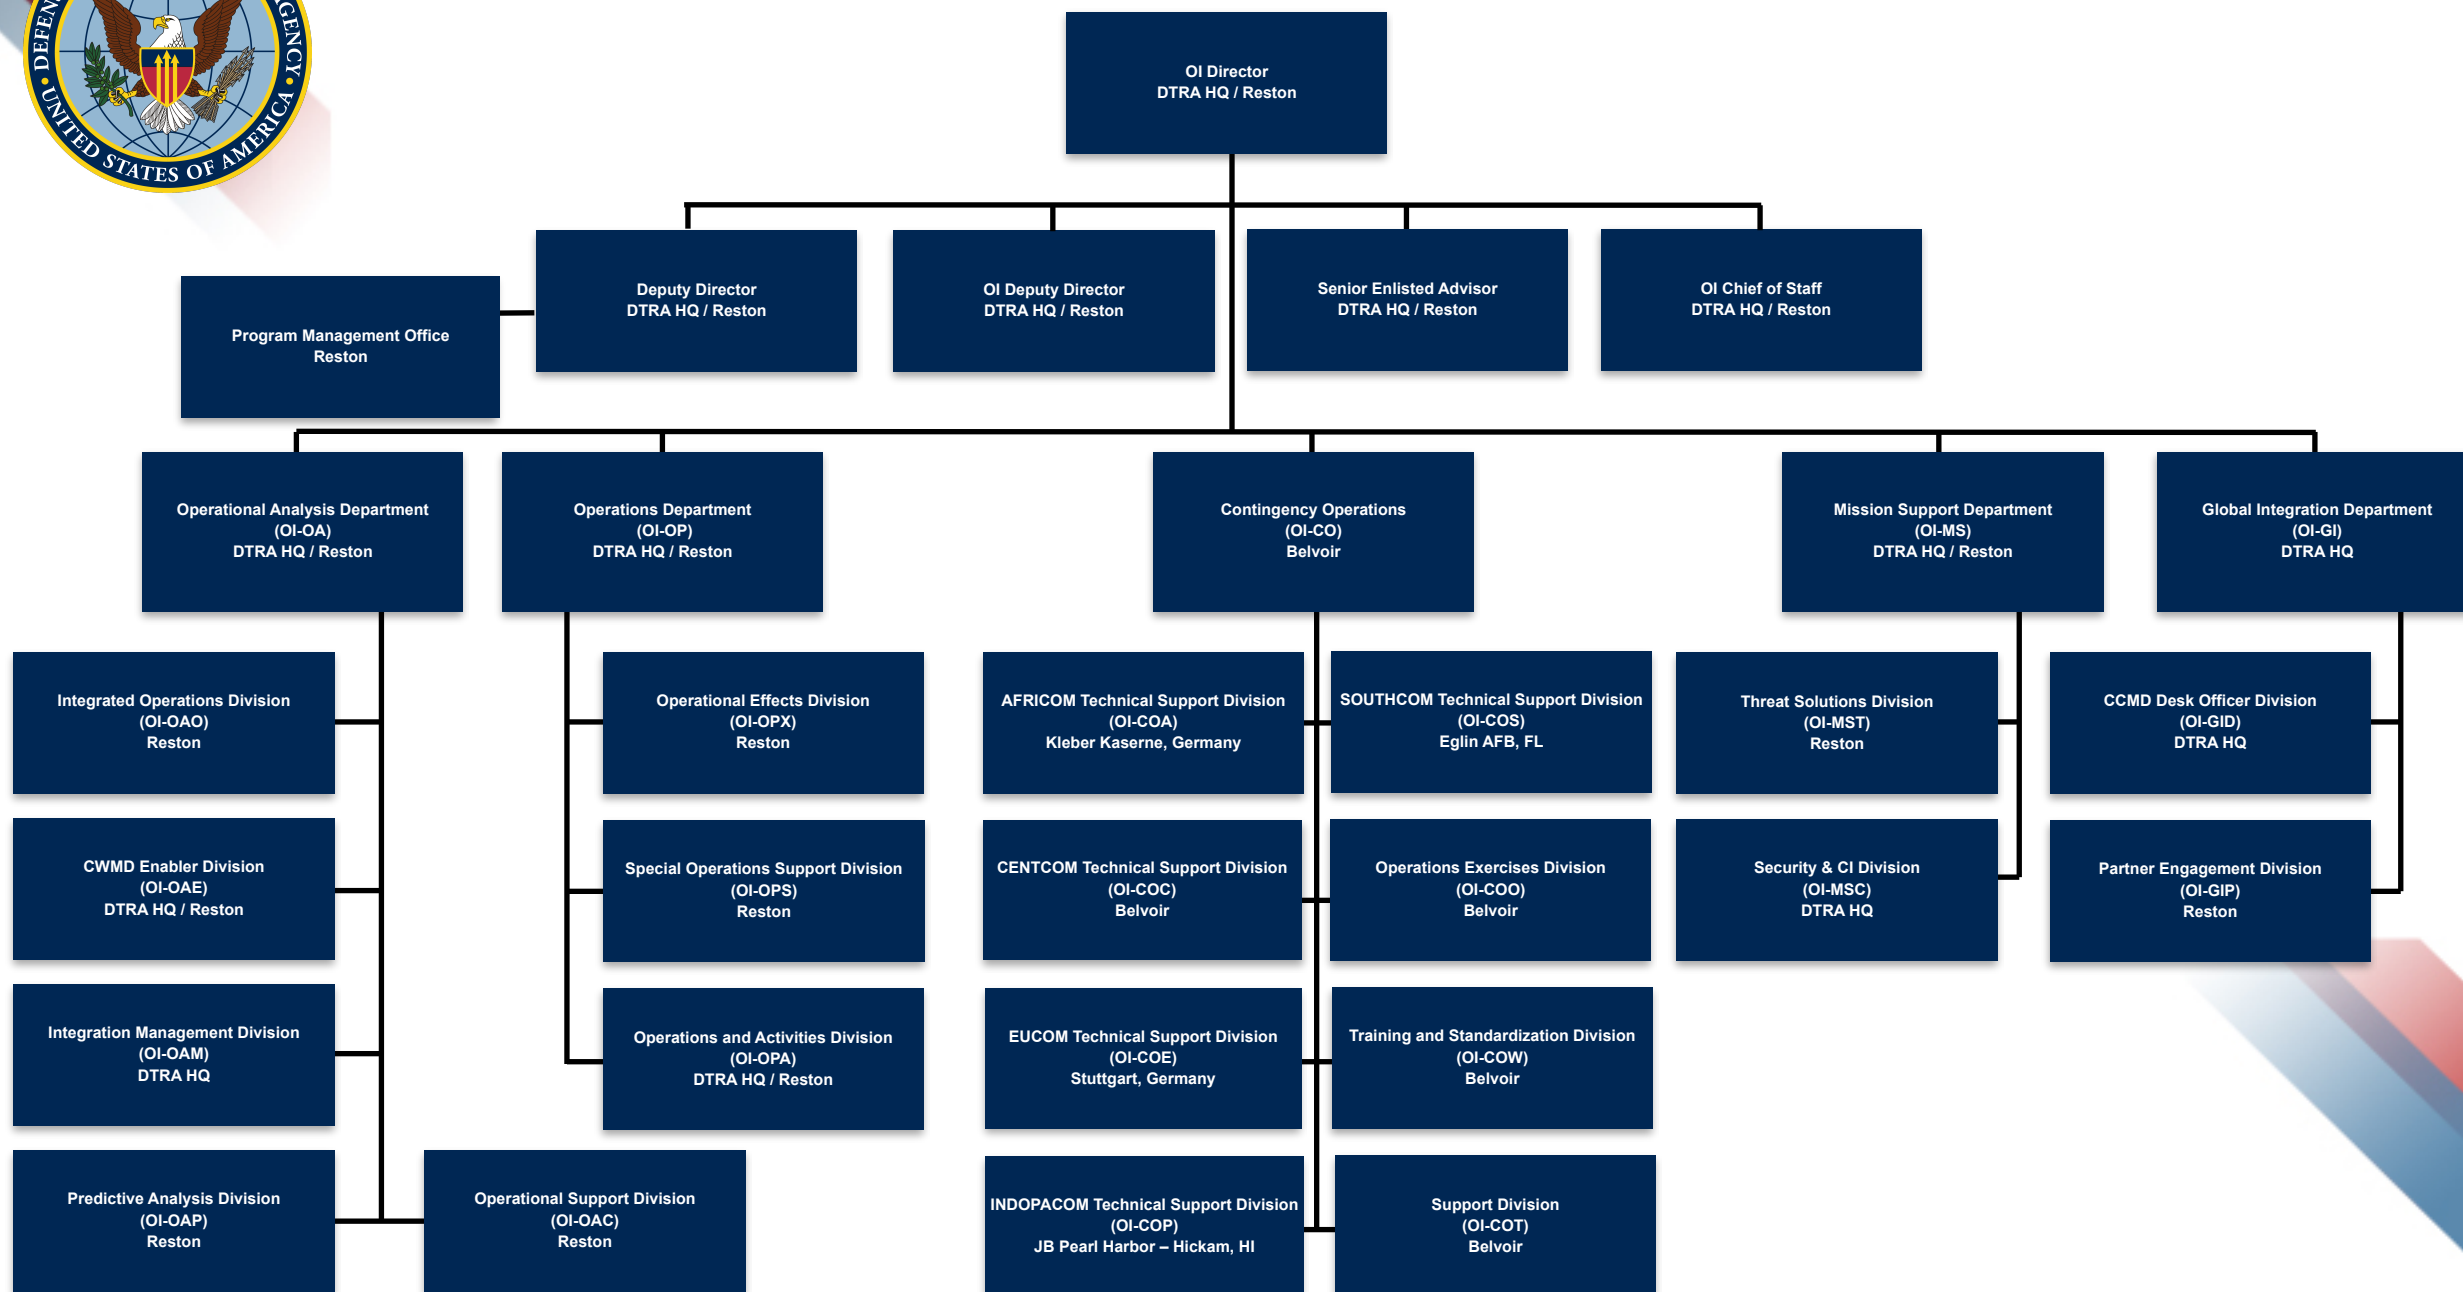 DEFEN
GENCY
UNITED STATES OF AMERICA
OI Director
DTRA HQ / Reston
Deputy Director
DTRA HQ / Reston
OI Deputy Director
DTRA HQ / Reston
Senior Enlisted Advisor
DTRA HQ / Reston
OI Chief of Staff
DTRA HQ / Reston
Program Management Office
Reston
Operational Analysis Department
(OI-OA)
DTRA HQ / Reston
Operations Department
(OI-OP)
DTRA HQ / Reston
Contingency Operations
(OI-CO)
Belvoir
Mission Support Department
(OI-MS)
DTRA HQ / Reston
Global Integration Department
(OI-GI)
DTRA HQ
Integrated Operations Division
(OI-OAO)
Reston
Operational Effects Division
(OI-OPX)
Reston
AFRICOM Technical Support Division
(OI-COA)
Kleber Kaserne, Germany
SOUTHCOM Technical Support Division
(OI-COS)
Eglin AFB, FL
Threat Solutions Division
(OI-MST)
Reston
CCMD Desk Officer Division
(OI-GID)
DTRA HQ
CWMD Enabler Division
(OI-OAE)
DTRA HQ / Reston
Special Operations Support Division
(OI-OPS)
Reston
CENTCOM Technical Support Division
(OI-COC)
Belvoir
Operations Exercises Division
(OI-COO)
Belvoir
Security & CI Division
(OI-MSC)
DTRA HQ
Partner Engagement Division
(OI-GIP)
Reston
Integration Management Division
(OI-OAM)
DTRA HQ
Operations and Activities Division
(OI-OPA)
DTRA HQ / Reston
EUCOM Technical Support Division
(OI-COE)
Stuttgart, Germany
Training and Standardization Division
(OI-COW)
Belvoir
Predictive Analysis Division
(OI-OAP)
Reston
Operational Support Division
(OI-OAC)
Reston
INDOPACOM Technical Support Division
(OI-COP)
JB Pearl Harbor – Hickam, HI
Support Division
(OI-COT)
Belvoir